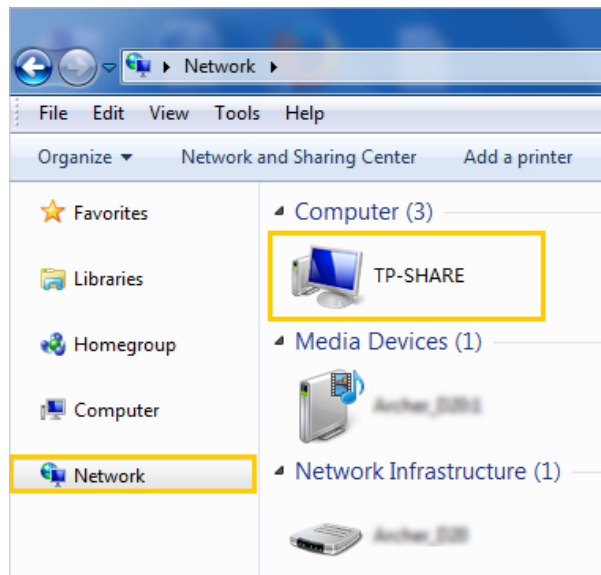 Network
File Edit View Tools Help
Organize Network and Sharing Center Add a printer
Favorites
Computer (3)
TP-SHARE
Libraries
Homegroup
Media Devices (1)
Computer
Network
Network Infrastructure (1)